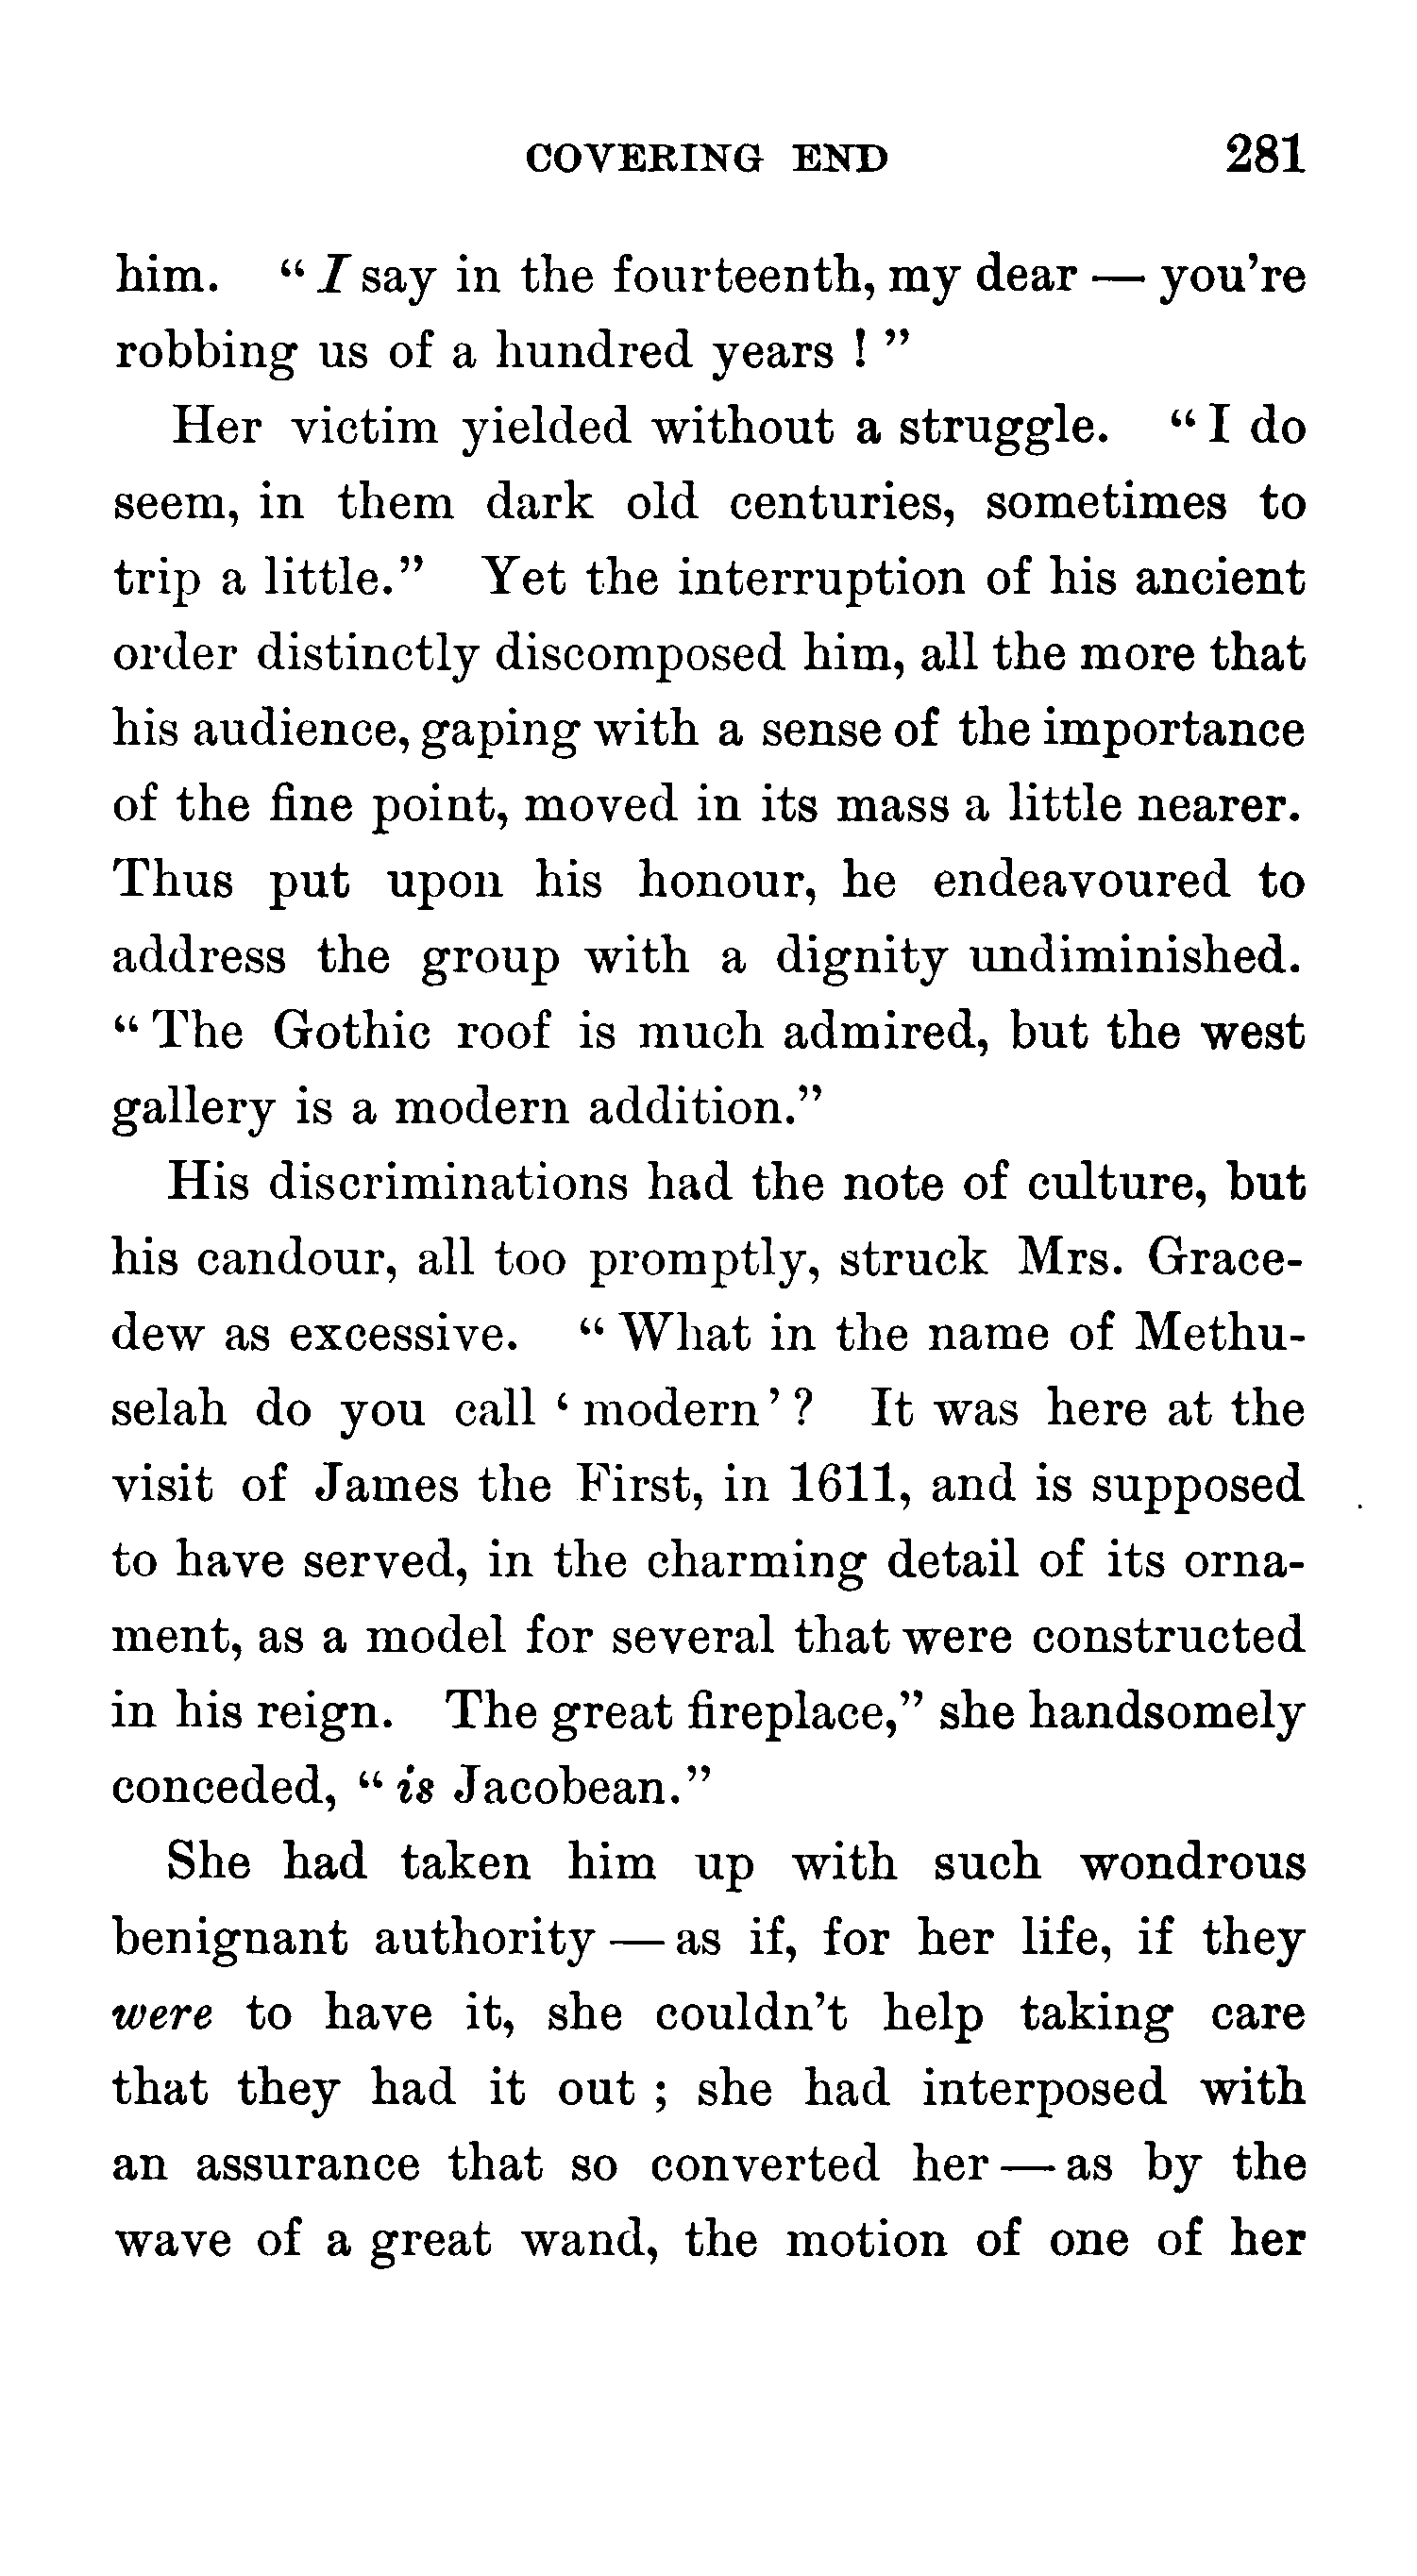 COVERING END 281
him. “ I say in the fourteenth, my dear — you're
robbing us of a hundred years ! ”
Her victim yielded without a struggle. “ I do
seem, in them dark old centuries, sometimes to
trip a little.” Yet the interruption of his ancient
order distinctly discomposed him, all the more that
his audience, gaping with a sense of the importance
of the fine point, moved in its mass a little nearer.
Thus put upon his honour, he endeavoured to
address the group with a dignity undiminished.
“ The Gothic roof is much admired, but the west
gallery is a modern addition.”
His discriminations had the note of culture, but
his candour, all too promptly, struck Mrs. Grace-
dew as excessive. “ What in the name of Methu-
selah do you call ‘ modern ’ ? It was here at the
visit of James the First, in 1611, and is supposed
to have served, in the charming detail of its orna-
ment, as a model for several that were constructed
in his reign. The great fireplace,” she handsomely
conceded, “ is Jacobean.”
She had taken him up with such wondrous
benignant authority — as if, for her life, if they
were to have it, she couldn't help taking care
that they had it out ; she had interposed with
an assurance that so converted her — as by the
wave of a great wand, the motion of one of her